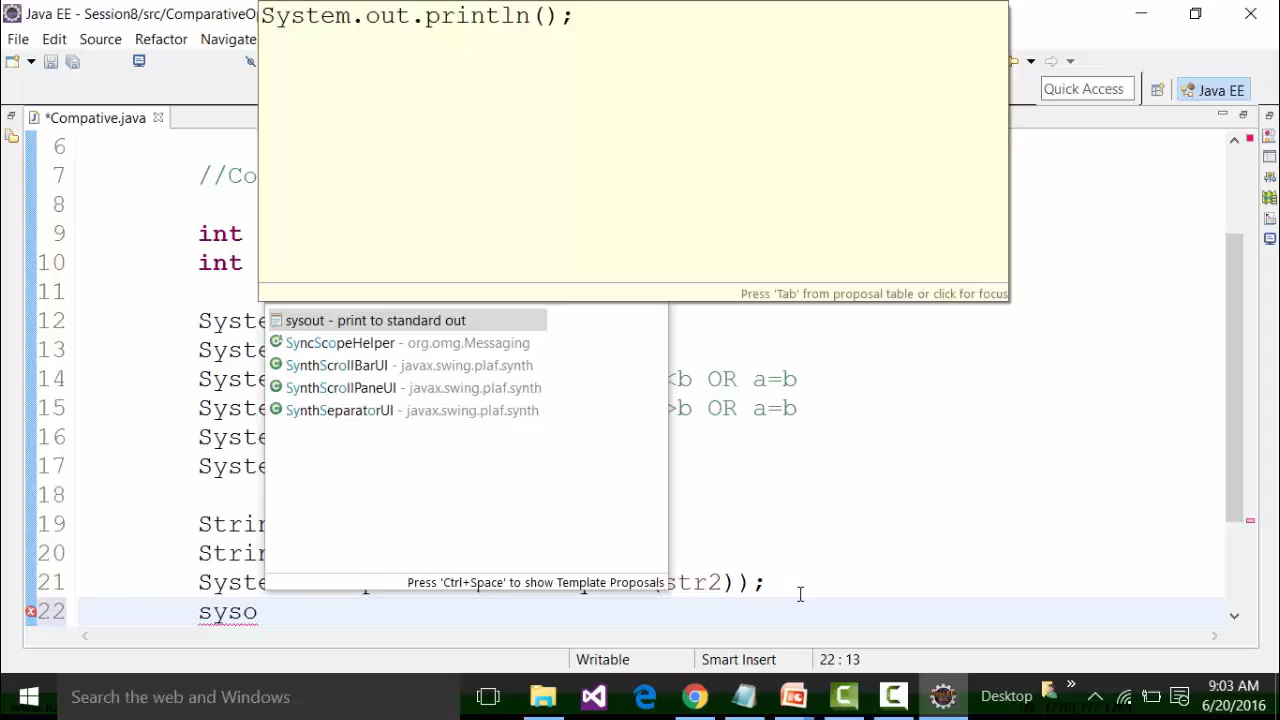 Java EE - Session8/src/ComparativeOp
System.out.println();
File Edit Source Refactor Navigate
Quick Access
Java EE
*Compative.java
6
7 //Co
8
9 int
10 int
Press 'Tab' from proposal table or click for focus
11
12 Syste
sysout - print to standard out
13 Syste
SyncScopeHelper - org.omg.Messaging
SynthScrollBarUI - javax.swing.plaf.synth
14 Syste <b OR a=b
SynthScrollPaneUI - javax.swing.plaf.synth
15 Syste >b OR a=b
SynthSeparatorUI - javax.swing.plaf.synth
16 Syste
17 Syste
18
19 Strin
20 Strin
21 Syste str2));
Press 'Ctrl+Space' to show Template Proposals
22 syso
Writable Smart Insert 22 : 13
Search the web and Windows
Desktop
9:03 AM
6/20/2016